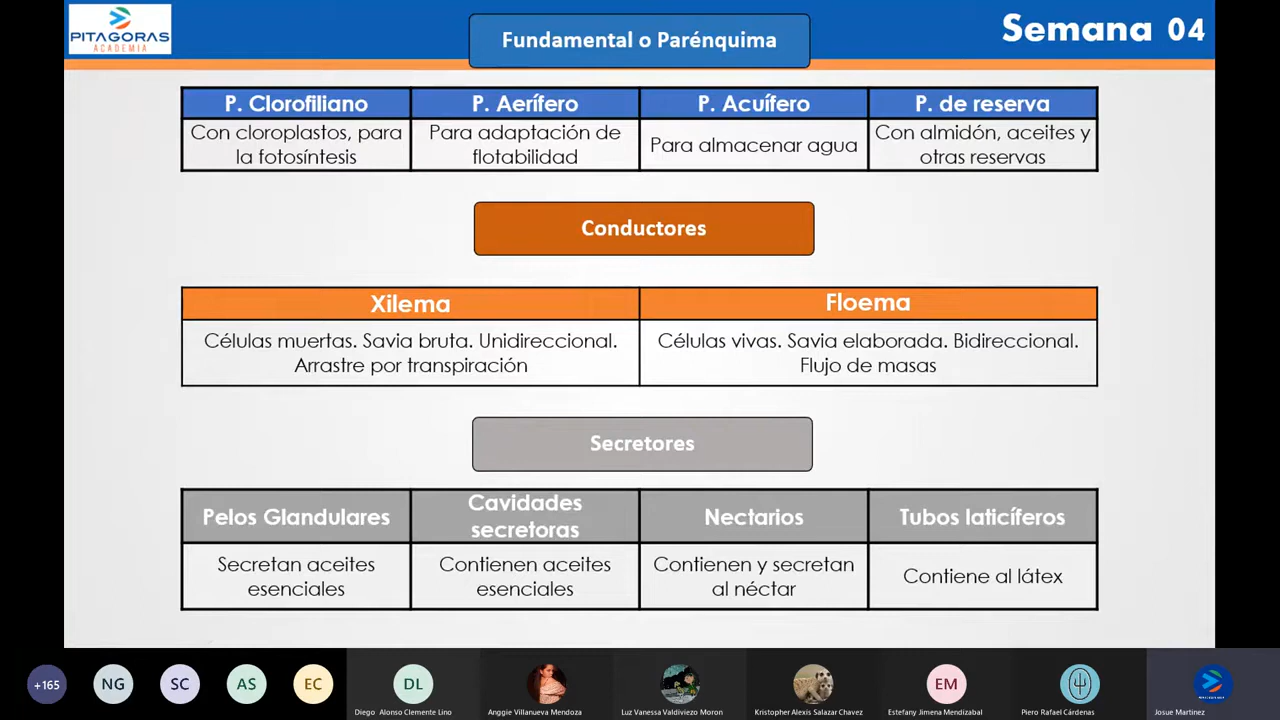 PITAGORAS
ACADEMIA
Fundamental o Parénquima
Semana 04
P. Clorofiliano
P. Aerífero
P. Acuífero
P. de reserva
Con cloroplastos, para
la fotosíntesis
Para adaptación de
flotabilidad
Para almacenar agua
Con almidón, aceites y
otras reservas
Conductores
Xilema
Floema
Células muertas. Savia bruta. Unidireccional.
Arrastre por transpiración
Células vivas. Savia elaborada. Bidireccional.
Flujo de masas
Secretores
Pelos Glandulares
Cavidades
secretoras
Nectarios
Tubos laticíferos
Secretan aceites
esenciales
Contienen aceites
esenciales
Contienen y secretan
al néctar
Contiene al látex
+165
NG
SC
AS
EC
DL
EM
Diego Alonso Clemente Lino
Anggie Villanueva Mendoza
Luz Vanessa Valdiviezo Moron
Kristopher Alexis Salazar Chavez
Estefany Jimena Mendizabal
Piero Rafael Cárdenas
Josue Martinez